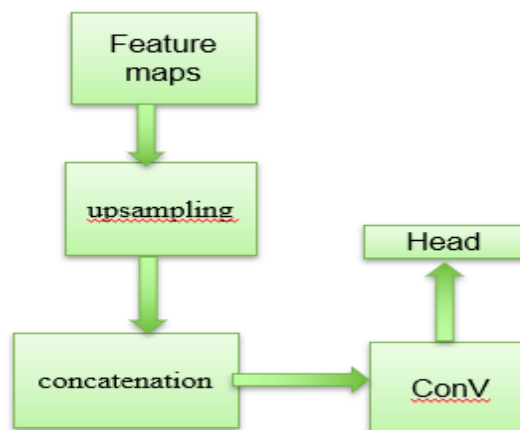 Feature
maps
upsampling
concatenation
ConV
Head